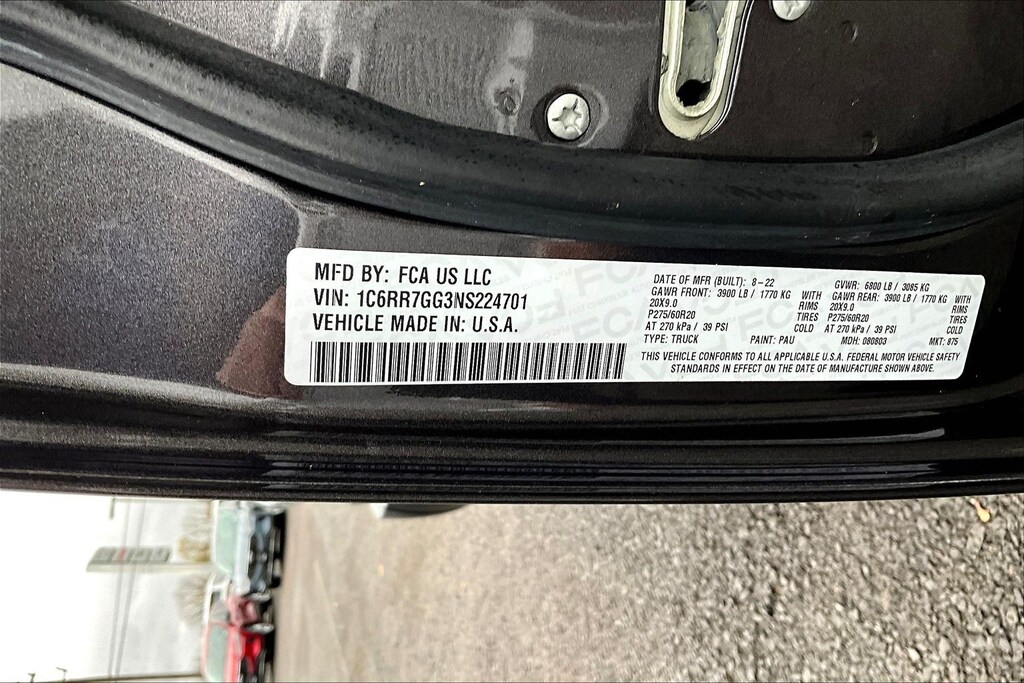 MFD BY: FCA US LLC
VIN: 1C6RR7GG3NS224701
VEHICLE MADE IN: U.S.A.
DATE OF MFR (BUILT): 8-22 GVWR: 6800 LB / 3085 KG
GAWR FRONT: 3900 LB / 1770 KG WITH GAWR REAR: 3900 LB / 1770 KG WITH
20X9.0 RIMS 20X9.0 RIMS
P275/60R20 TIRES P275/60R20 TIRES
AT 270 kPa / 39 PSI COLD AT 270 kPa / 39 PSI COLD
TYPE: TRUCK PAINT: PAU MDH: 080803 MKT: 875
THIS VEHICLE CONFORMS TO ALL APPLICABLE U.S.A. FEDERAL MOTOR VEHICLE SAFETY
STANDARDS IN EFFECT ON THE DATE OF MANUFACTURE SHOWN ABOVE.